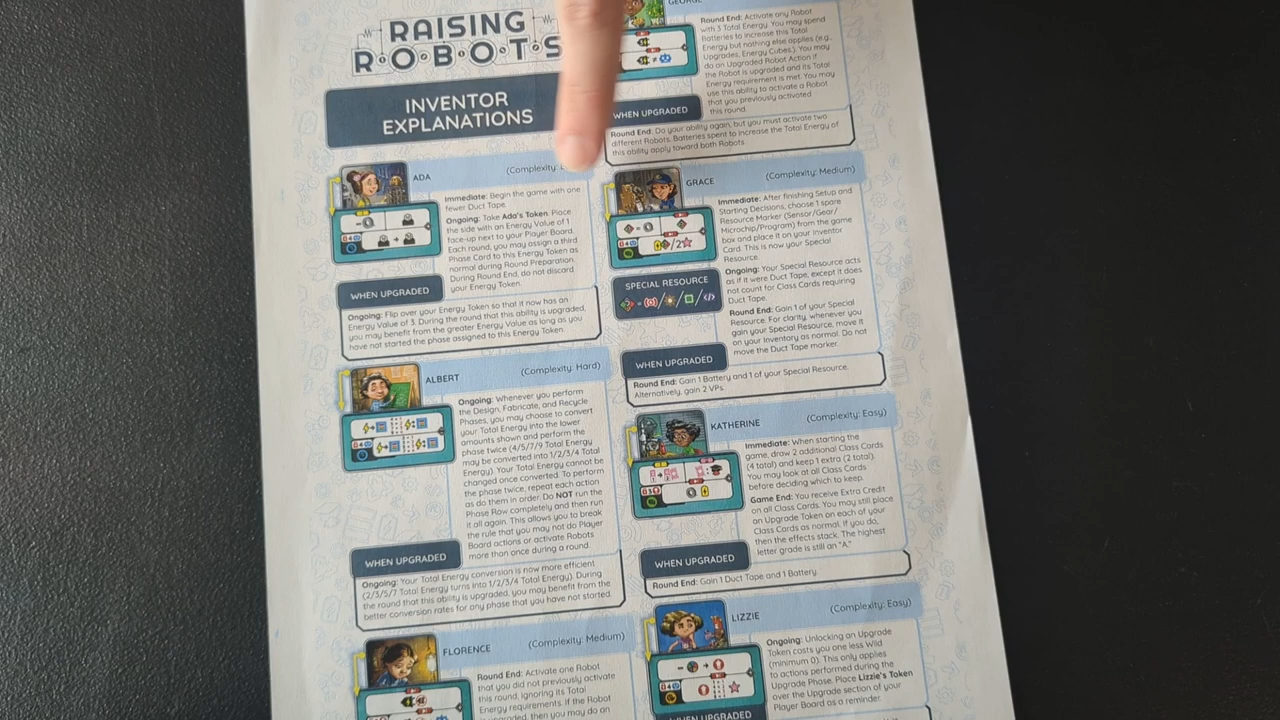 RAISING
ROBOTS
INVENTOR
EXPLANATIONS
ADA
(Complexity:
Immediate: Begin the game with one
fewer Duct Tape.
Ongoing: Take Ada's Token. Place
the side with an Energy Value of 1
face-up next to your Player Board.
Each round, you may assign a third
Phase Card to this Energy Token as
normal during Round Preparation.
During Round End, do not discard
your Energy Token.
WHEN UPGRADED
Ongoing: Flip over your Energy Token so that it now has an
Energy Value of 3. During the round that this ability is upgraded,
you may benefit from the greater Energy Value as long as you
have not started the phase assigned to this Energy Token.
ALBERT
(Complexity: Hard)
Ongoing: Whenever you perform
the Design, Fabricate, and Recycle
Phases, you may choose to convert
your Total Energy into the lower
amounts shown and perform the
phase twice (4/5/7/9 Total Energy
may be converted into 1/2/3/4 Total
Energy). Your Total Energy cannot be
changed once converted. To perform
the phase twice, repeat each action
as do them in order. Do NOT run the
Phase Row completely and then run
it all again. This allows you to break
the rule that you may not do Player
Board actions or activate Robots
more than once during a round.
WHEN UPGRADED
Ongoing: Your Total Energy conversion is now more efficient
(2/3/5/7 Total Energy turns into 1/2/3/4 Total Energy). During
the round that this ability is upgraded, you may benefit from the
better conversion rates for any phase that you have not started.
FLORENCE
(Complexity: Medium)
Round End: Activate one Robot
that you did not previously activate
this round, ignoring its Total
Energy requirements. If the Robot
upgraded, then you may do an
GEORGE
Round End: Activate any Robot
with 3 Total Energy. You may spend
Batteries to increase this Total
Energy but nothing else applies (e.g.,
Upgrades, Energy Cubes.) You may
do an Upgraded Robot Action if
the Robot is upgraded and its Total
Energy requirement is met. You may
use this ability to activate a Robot
that you previously activated
this round.
WHEN UPGRADED
Round End: Do your ability again, but you must activate two
different Robots. Batteries spent to increase the Total Energy of
this ability apply toward both Robots.
GRACE
(Complexity: Medium)
Immediate: After finishing Setup and
Starting Decisions, choose 1 spare
Resource Marker (Sensor/Gear/
Microchip/Program) from the game
box and place it on your Inventor
Card. This is now your Special
Resource.
Ongoing: Your Special Resource acts
as if it were Duct Tape, except it does
not count for Class Cards requiring
Duct Tape.
Round End: Gain 1 of your Special
Resource. For clarity, whenever you
gain your Special Resource, move it
on your Inventory as normal. Do not
move the Duct Tape marker.
SPECIAL RESOURCE
WHEN UPGRADED
Round End: Gain 1 Battery and 1 of your Special Resource.
Alternatively, gain 2 VPs.
KATHERINE
(Complexity: Easy)
Immediate: When starting the
game, draw 2 additional Class Cards
(4 total) and keep 1 extra (2 total).
You may look at all Class Cards
before deciding which to keep.
Game End: You receive Extra Credit
on all Class Cards. You may still place
an Upgrade Token on each of your
Class Cards as normal. If you do,
then the effects stack. The highest
letter grade is still an "A."
WHEN UPGRADED
Round End: Gain 1 Duct Tape and 1 Battery.
LIZZIE
(Complexity: Easy)
Ongoing: Unlocking an Upgrade
Token costs you one less Wild
(minimum 0). This only applies
to actions performed during the
Upgrade Phase. Place Lizzie's Token
over the Upgrade section of your
Player Board as a reminder.
WHEN UPGRADED